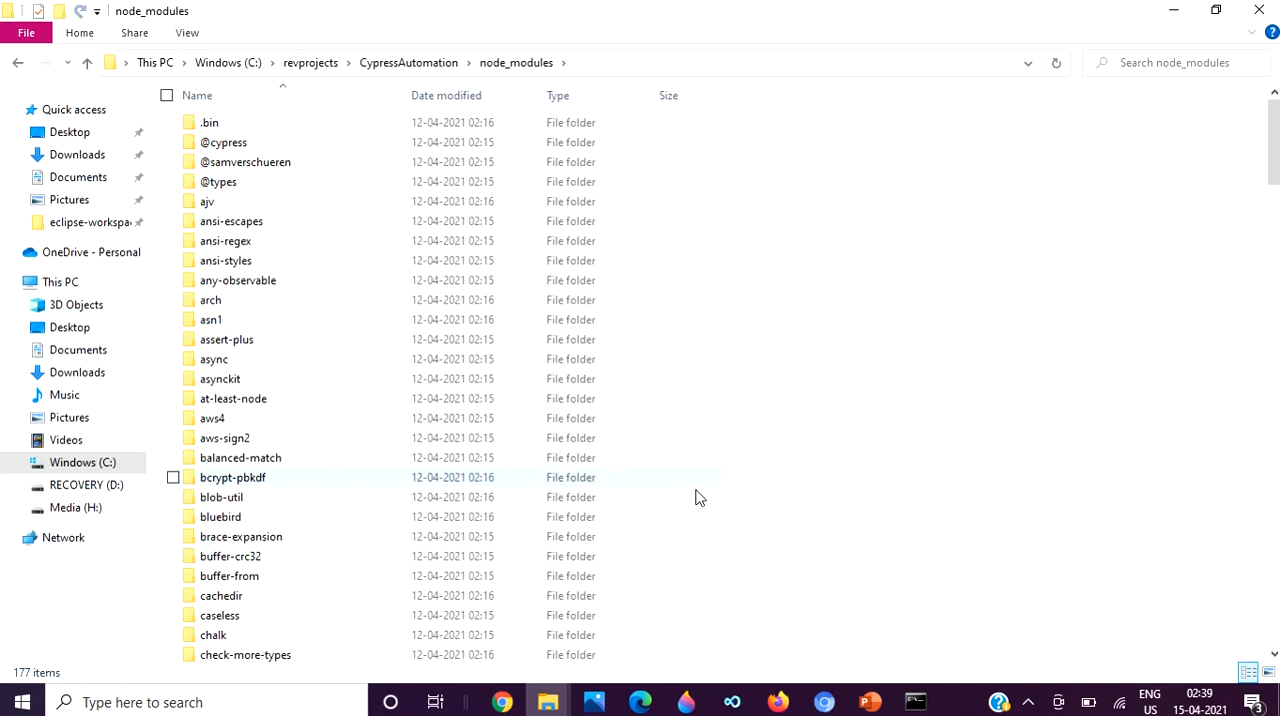 node_modules
File Home Share View
This PC Windows (C:) revprojects CypressAutomation node_modules Search node_modules
Name Date modified Type Size
Quick access
Desktop
Downloads
Documents
Pictures
eclipse-workspa
OneDrive - Personal
This PC
3D Objects
Desktop
Documents
Downloads
Music
Pictures
Videos
Windows (C:)
RECOVERY (D:)
Media (H:)
Network
.bin 12-04-2021 02:16 File folder
@cypress 12-04-2021 02:15 File folder
@samverschueren 12-04-2021 02:15 File folder
@types 12-04-2021 02:15 File folder
ajv 12-04-2021 02:16 File folder
ansi-escapes 12-04-2021 02:15 File folder
ansi-regex 12-04-2021 02:15 File folder
ansi-styles 12-04-2021 02:15 File folder
any-observable 12-04-2021 02:15 File folder
arch 12-04-2021 02:16 File folder
asn1 12-04-2021 02:16 File folder
assert-plus 12-04-2021 02:15 File folder
async 12-04-2021 02:15 File folder
asynckit 12-04-2021 02:15 File folder
at-least-node 12-04-2021 02:15 File folder
aws4 12-04-2021 02:16 File folder
aws-sign2 12-04-2021 02:15 File folder
balanced-match 12-04-2021 02:15 File folder
bcrypt-pbkdf 12-04-2021 02:16 File folder
blob-util 12-04-2021 02:16 File folder
bluebird 12-04-2021 02:16 File folder
brace-expansion 12-04-2021 02:15 File folder
buffer-crc32 12-04-2021 02:15 File folder
buffer-from 12-04-2021 02:15 File folder
cachedir 12-04-2021 02:16 File folder
caseless 12-04-2021 02:15 File folder
chalk 12-04-2021 02:15 File folder
check-more-types 12-04-2021 02:16 File folder
177 items
Type here to search
ENG
US
02:39
15-04-2021
3